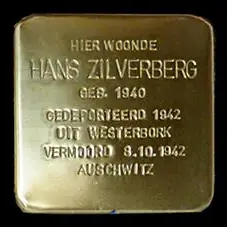 HIER WOONDE
HANS ZILVERBERG
GEB. 1940
GEDEPORTEERD 1942
UIT WESTERBORK
VERMOORD 8.10.1942
AUSCHWITZ